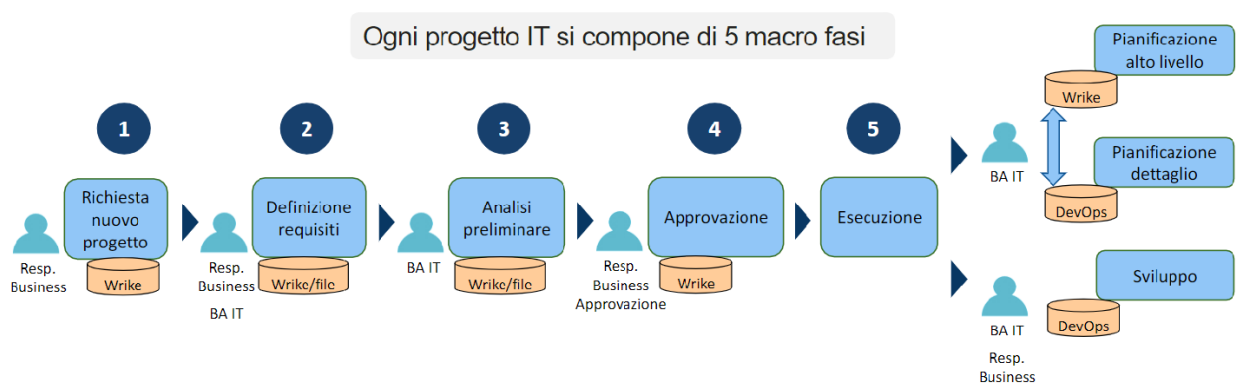 Ogni progetto IT si compone di 5 macro fasi
1
Richiesta
nuovo
progetto
Resp.
Business
Wrike
2
Definizione
requisiti
Resp.
Business
BA IT
Wrike/file
3
Analisi
preliminare
BA IT
Wrike/file
4
Approvazione
Resp.
Business
Approvazione
Wrike
5
Esecuzione
Pianificazione
alto livello
Wrike
BA IT
Pianificazione
dettaglio
DevOps
Sviluppo
DevOps
BA IT
Resp.
Business